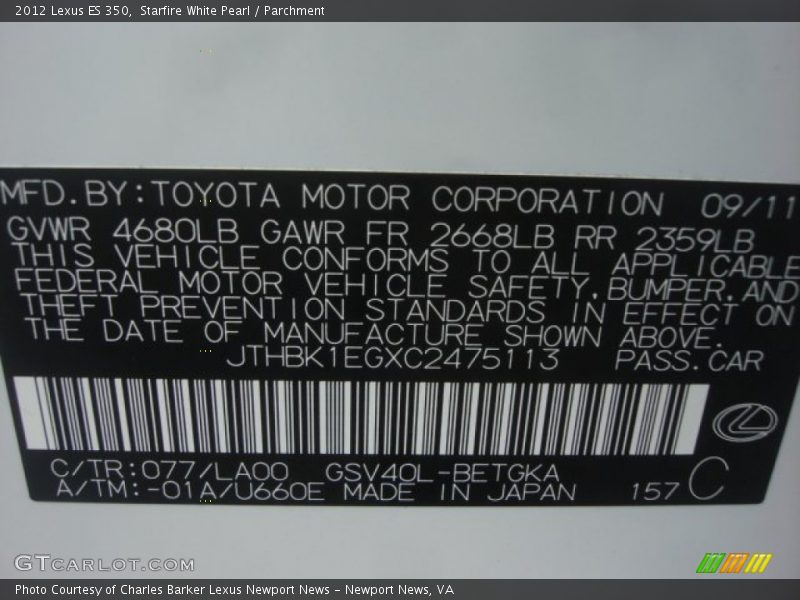 2012 Lexus ES 350, Starfire White Pearl / Parchment
MFD.BY:TOYOTA MOTOR CORPORATION 09/11
GVWR 4680LB GAWR FR 2668LB RR 2359LB
THIS VEHICLE CONFORMS TO ALL APPLICABLE
FEDERAL MOTOR VEHICLE SAFETY,BUMPER,AND
THEFT PREVENTION STANDARDS IN EFFECT ON
THE DATE OF MANUFACTURE SHOWN ABOVE.
JTHBK1EGXC2475113 PASS.CAR
C/TR:077/LA00 GSV40L-BETGKA
A/TM:-01A/U660E MADE IN JAPAN 157 C
GTCARLOT.COM
Photo Courtesy of Charles Barker Lexus Newport News – Newport News, VA